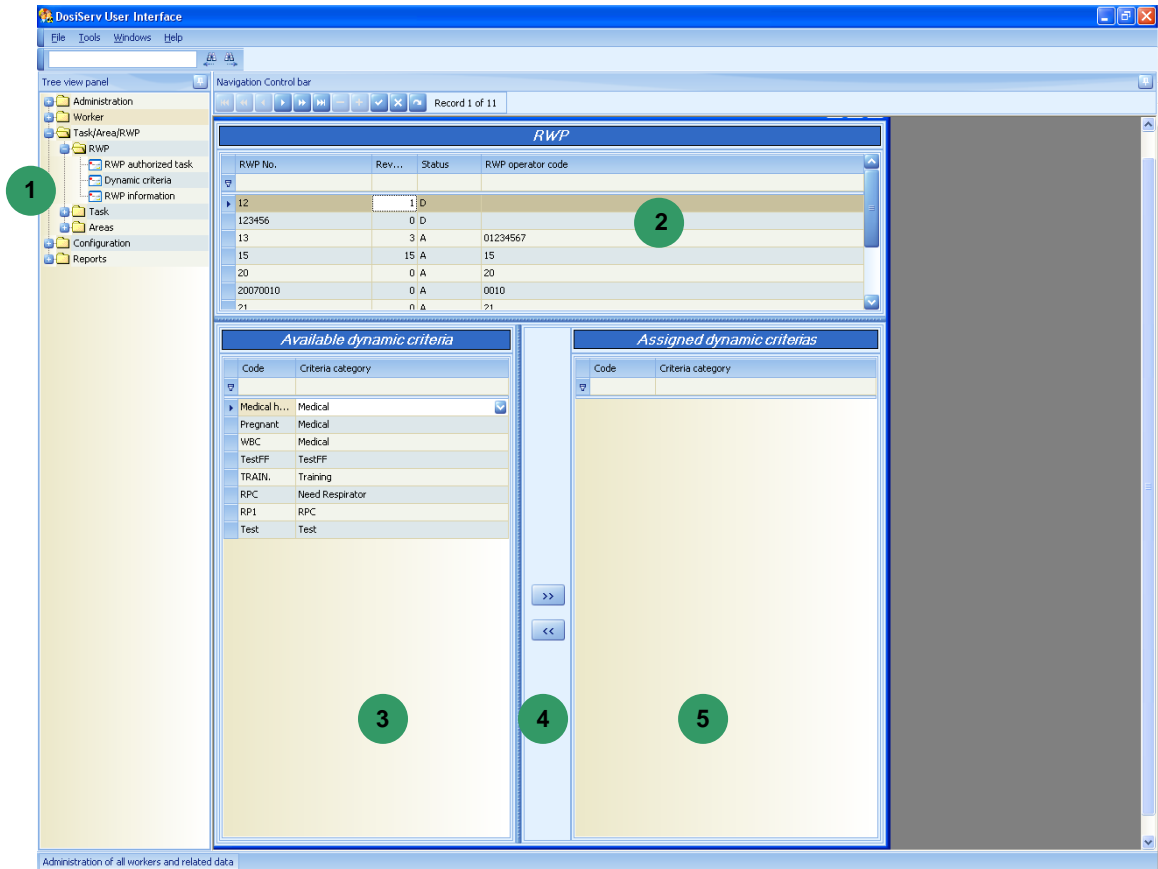 DosiServ User Interface
File Tools Windows Help
Tree view panel
Navigation Control bar
Administration
Worker
Task/Area/RWP
RWP
RWP authorized task
Dynamic criteria
RWP information
Task
Areas
Configuration
Reports
1
Record 1 of 11
RWP
RWP No. Rev... Status RWP operator code
12 1 D
123456 0 D
13 3 A 01234567
15 15 A 15
20 0 A 20
20070010 0 A 0010
21 0 A 21
2
Available dynamic criteria
Code Criteria category
Medical h... Medical
Pregnant Medical
WBC Medical
TestFF TestFF
TRAIN. Training
RPC Need Respirator
RP1 RPC
Test Test
3
>>
<<
4
Assigned dynamic criterias
Code Criteria category
5
Administration of all workers and related data